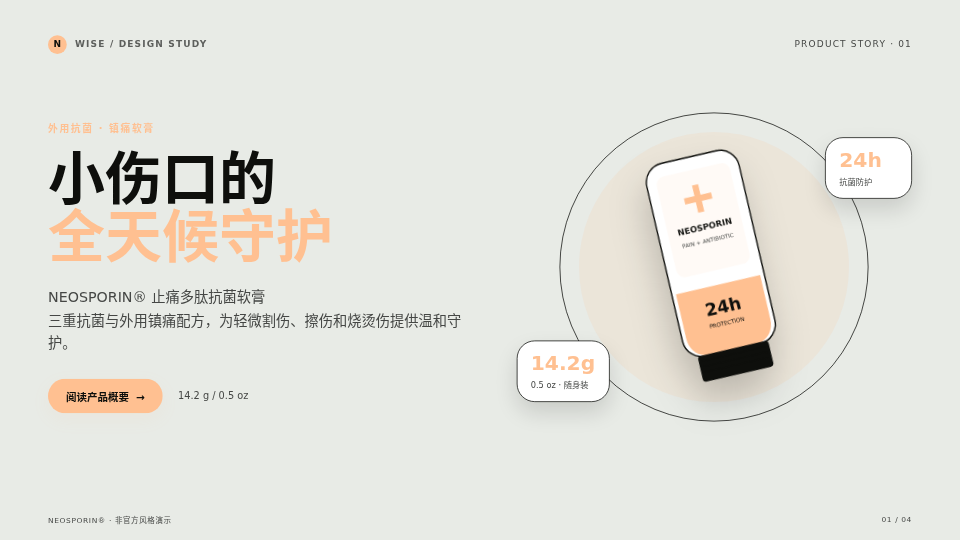 N WISE / DESIGN STUDY
PRODUCT STORY · 01
外用抗菌 · 镇痛软膏
小伤口的
全天候守护
NEOSPORIN® 止痛多肽抗菌软膏
三重抗菌与外用镇痛配方，为轻微割伤、擦伤和烧烫伤提供温和守
护。
阅读产品概要 →
14.2 g / 0.5 oz
24h
抗菌防护
NEOSPORIN
PAIN + ANTIBIOTIC
24h
PROTECTION
14.2g
0.5 oz · 随身装
NEOSPORIN® · 非官方风格演示
01 / 04